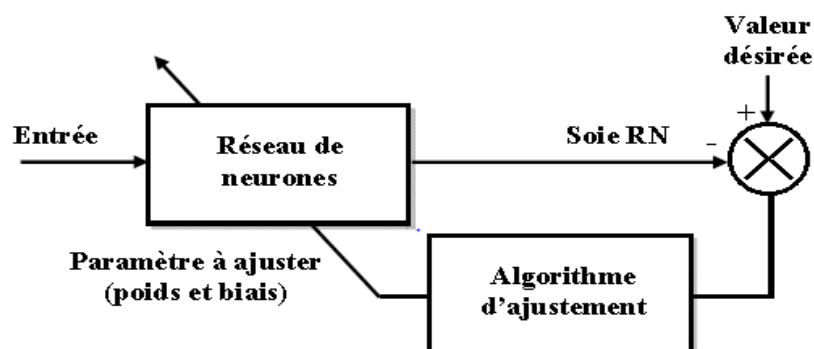 Valeur
désirée
+
Entrée
Réseau de
neurones
Soie RN
-
Paramètre à ajuster
(poids et biais)
Algorithme
d'ajustement